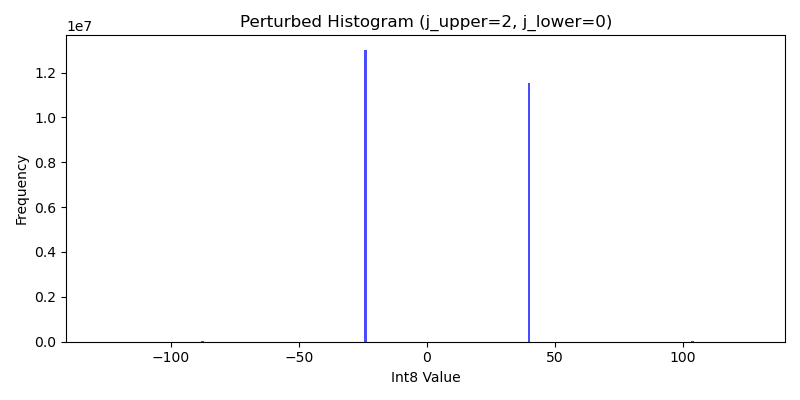 Perturbed Histogram (j_upper=2, j_lower=0)
1e7
1.2
1.0
0.8
0.6
0.4
0.2
0.0
Frequency
−100 −50 0 50 100
Int8 Value